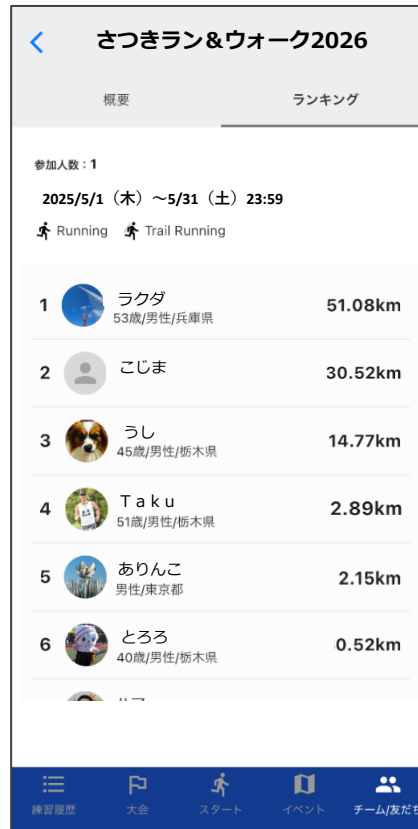 さつきラン&ウォーク2026
概要
ランキング
参加人数：1
2025/5/1（木）～5/31（土）23:59
Running Trail Running
1 ラクダ 51.08km
53歳/男性/兵庫県
2 こじま 30.52km
3 うし 14.77km
45歳/男性/栃木県
4 Ｔａｋｕ 2.89km
51歳/男性/栃木県
5 ありんこ 2.15km
男性/東京都
6 とろろ 0.52km
40歳/男性/栃木県
練習履歴 大会 スタート イベント チーム/友だち